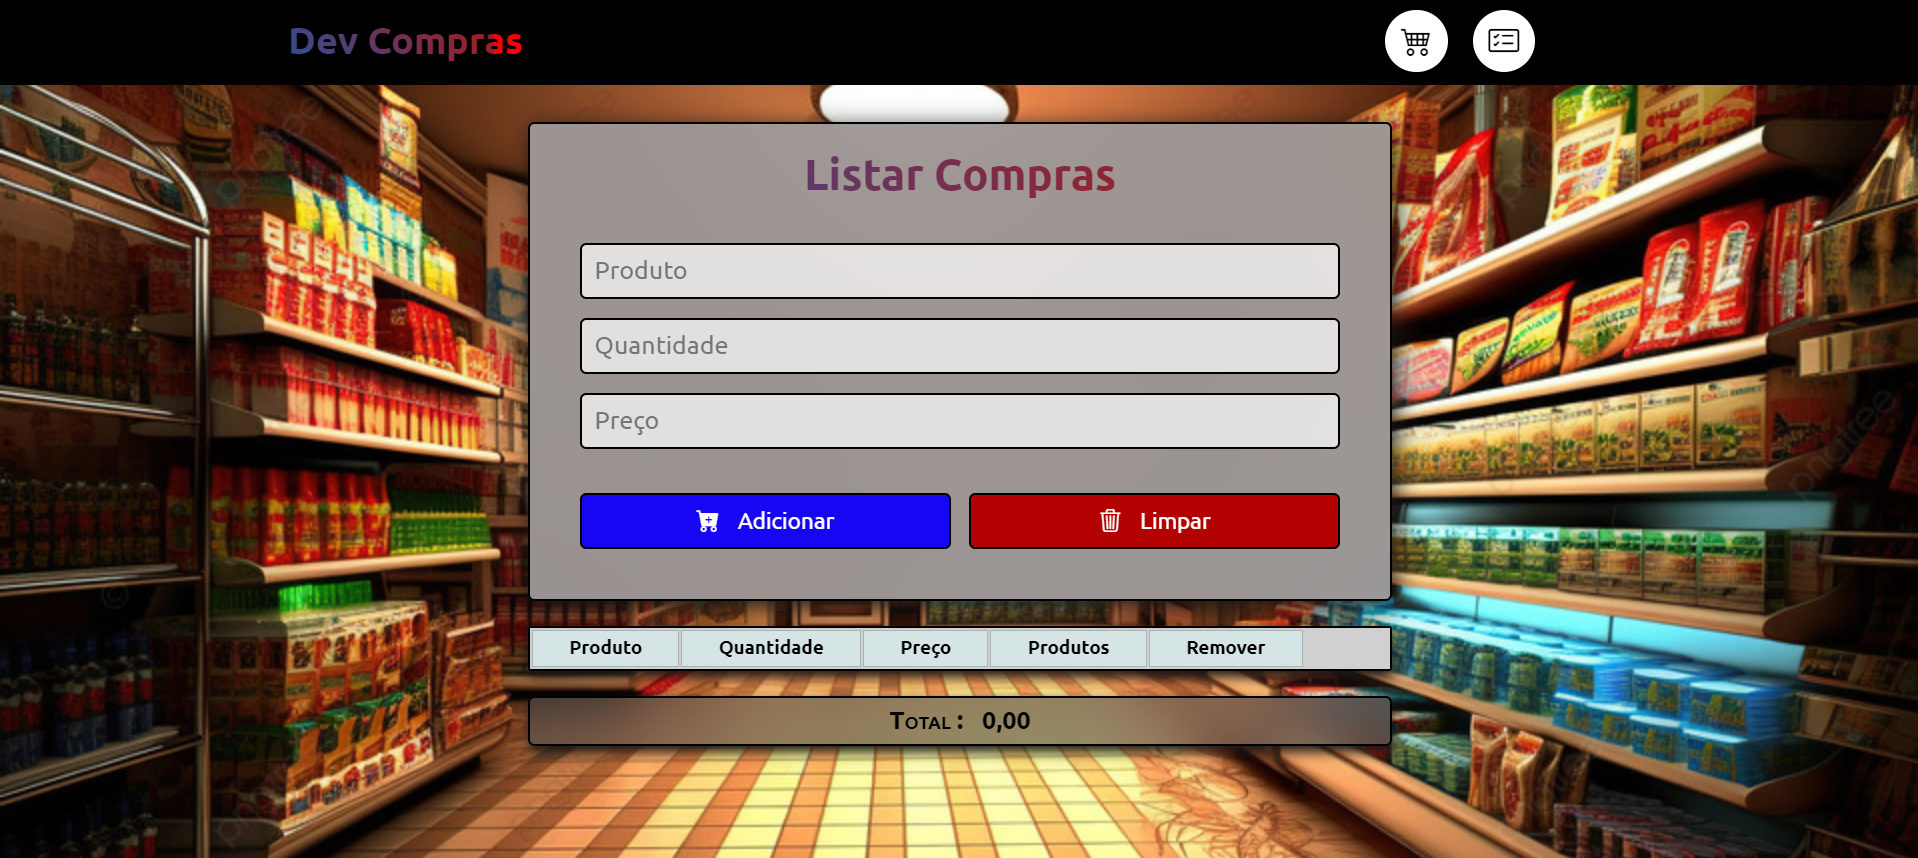 Dev Compras
Listar Compras
Produto
Quantidade
Preço
Adicionar Limpar
Produto Quantidade Preço Produtos Remover
Total : 0,00